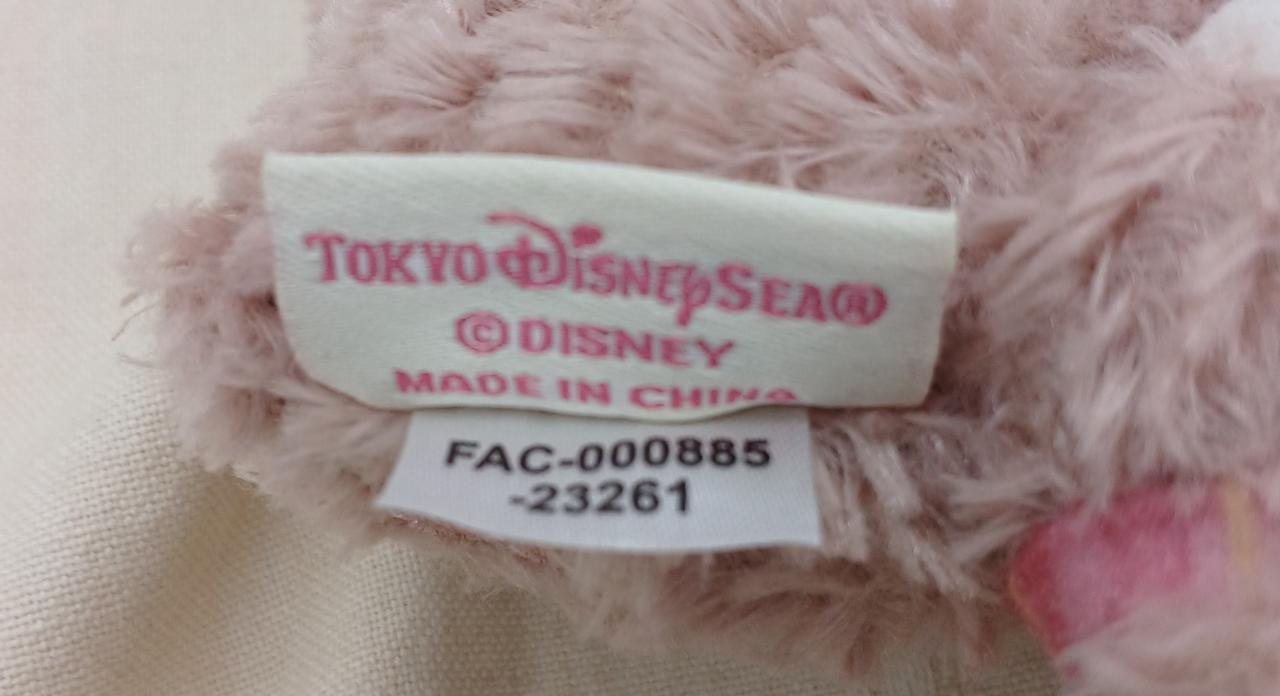 TOKYO DISNEYSEA®
©DISNEY
MADE IN CHINA
FAC-000885
-23261